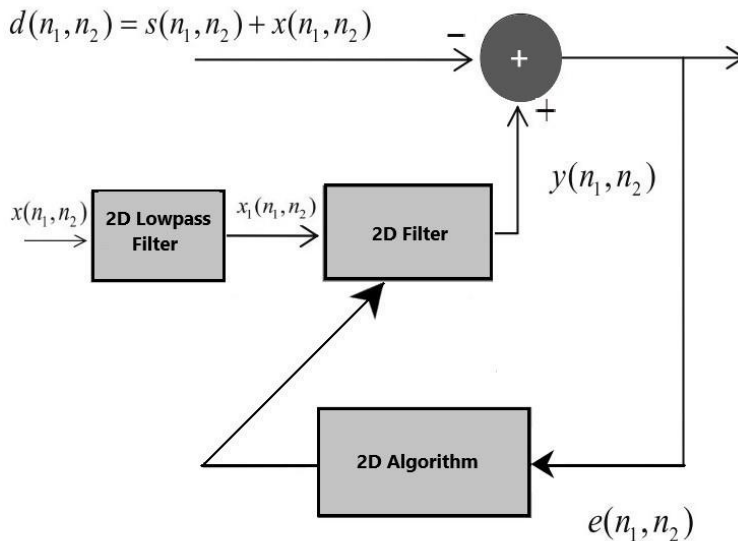 d(n₁,n₂) = s(n₁,n₂) + x(n₁,n₂)
−
+
+
y(n₁,n₂)
x(n₁,n₂)
2D Lowpass
Filter
x₁(n₁,n₂)
2D Filter
2D Algorithm
e(n₁,n₂)